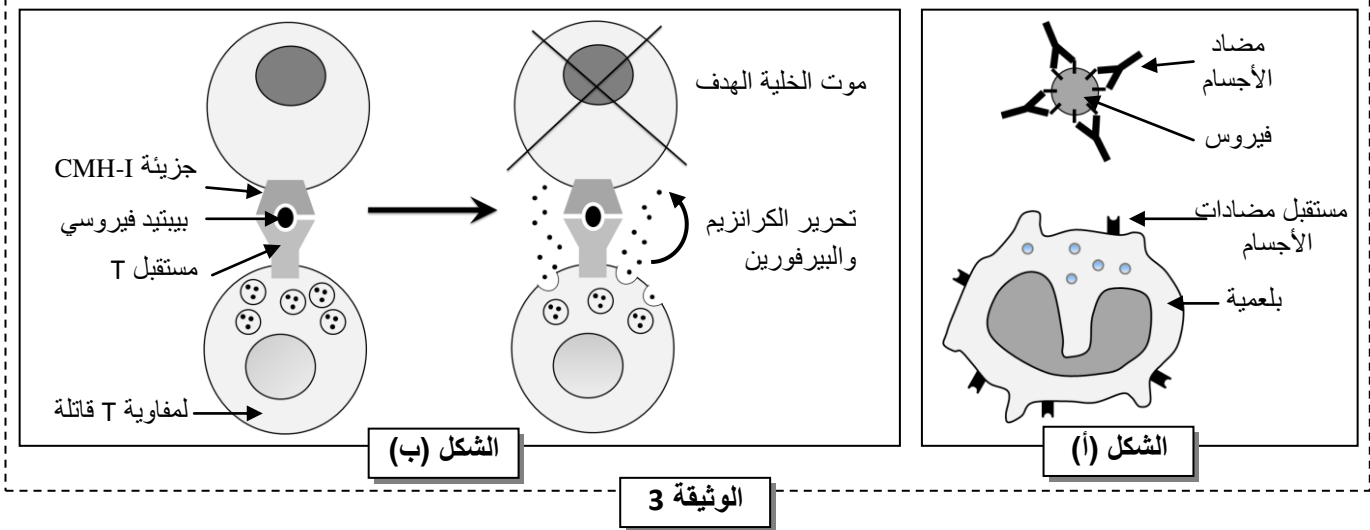 مضاد
الأجسام
فيروس
مستقبل مضادات
الأجسام
بلعمية
الشكل (أ)
موت الخلية الهدف
جزيئة CMH-I
بيبتيد فيروسي
مستقبل T
تحرير الكرانزيم
والبيرفورين
لمفاوية T قاتلة
الشكل (ب)
الوثيقة 3